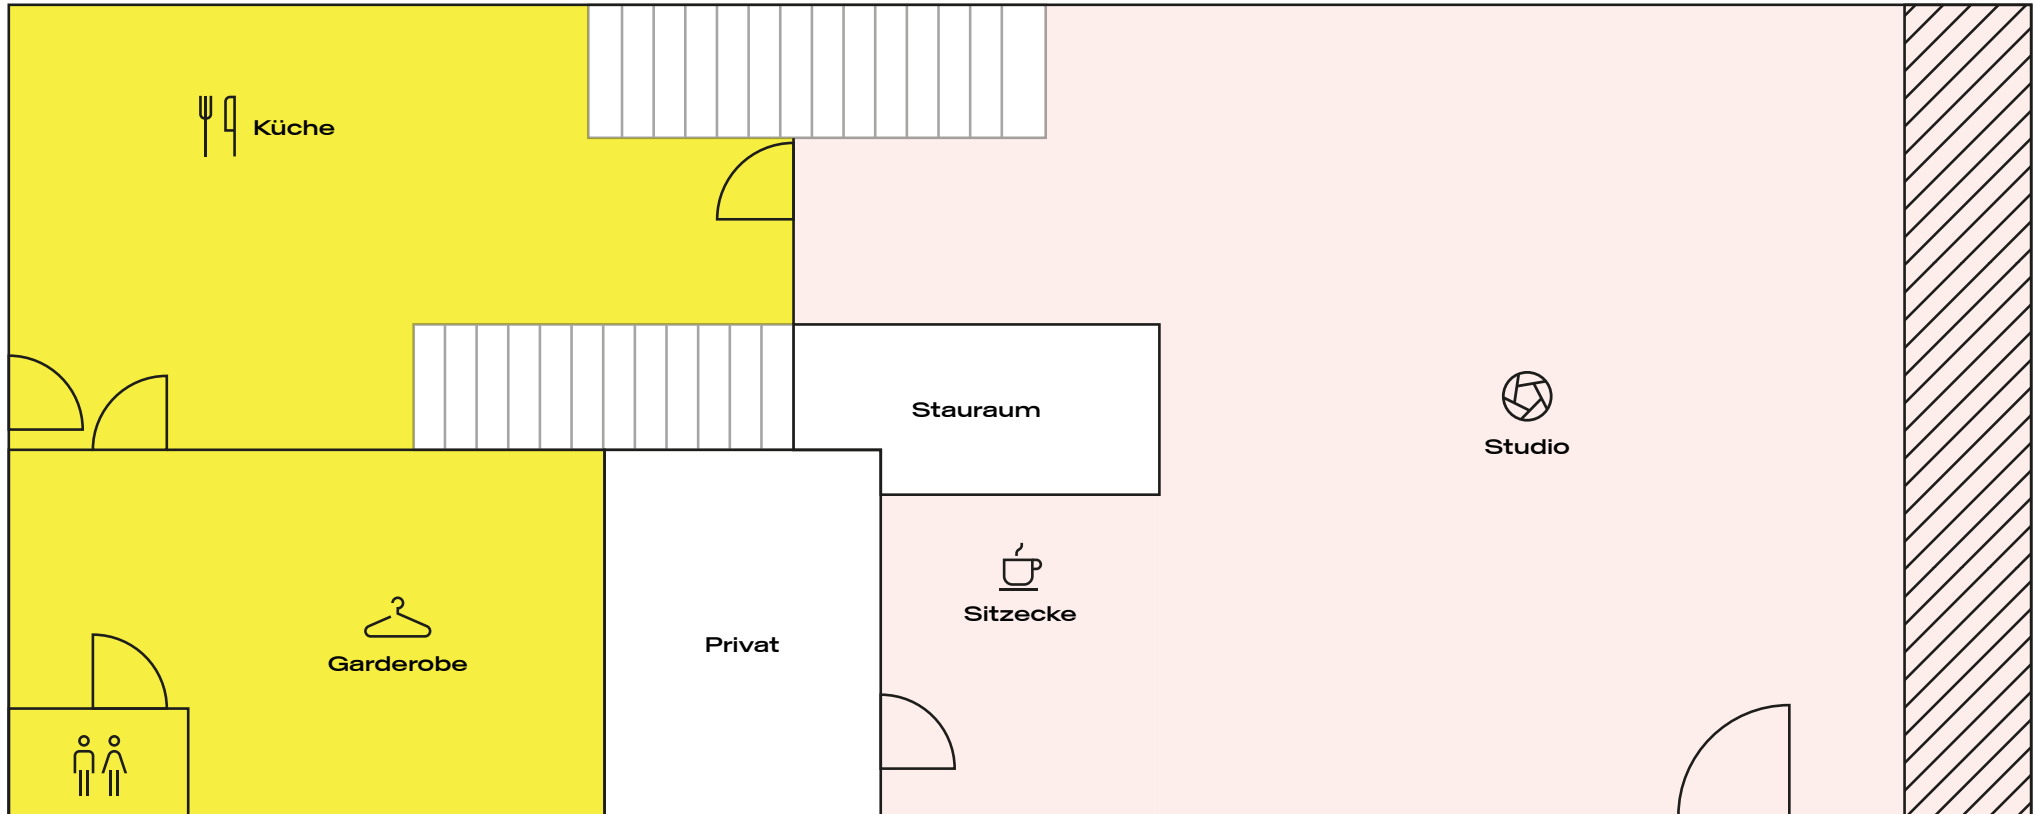 Küche
Stauraum
Studio
Sitzecke
Privat
Garderobe